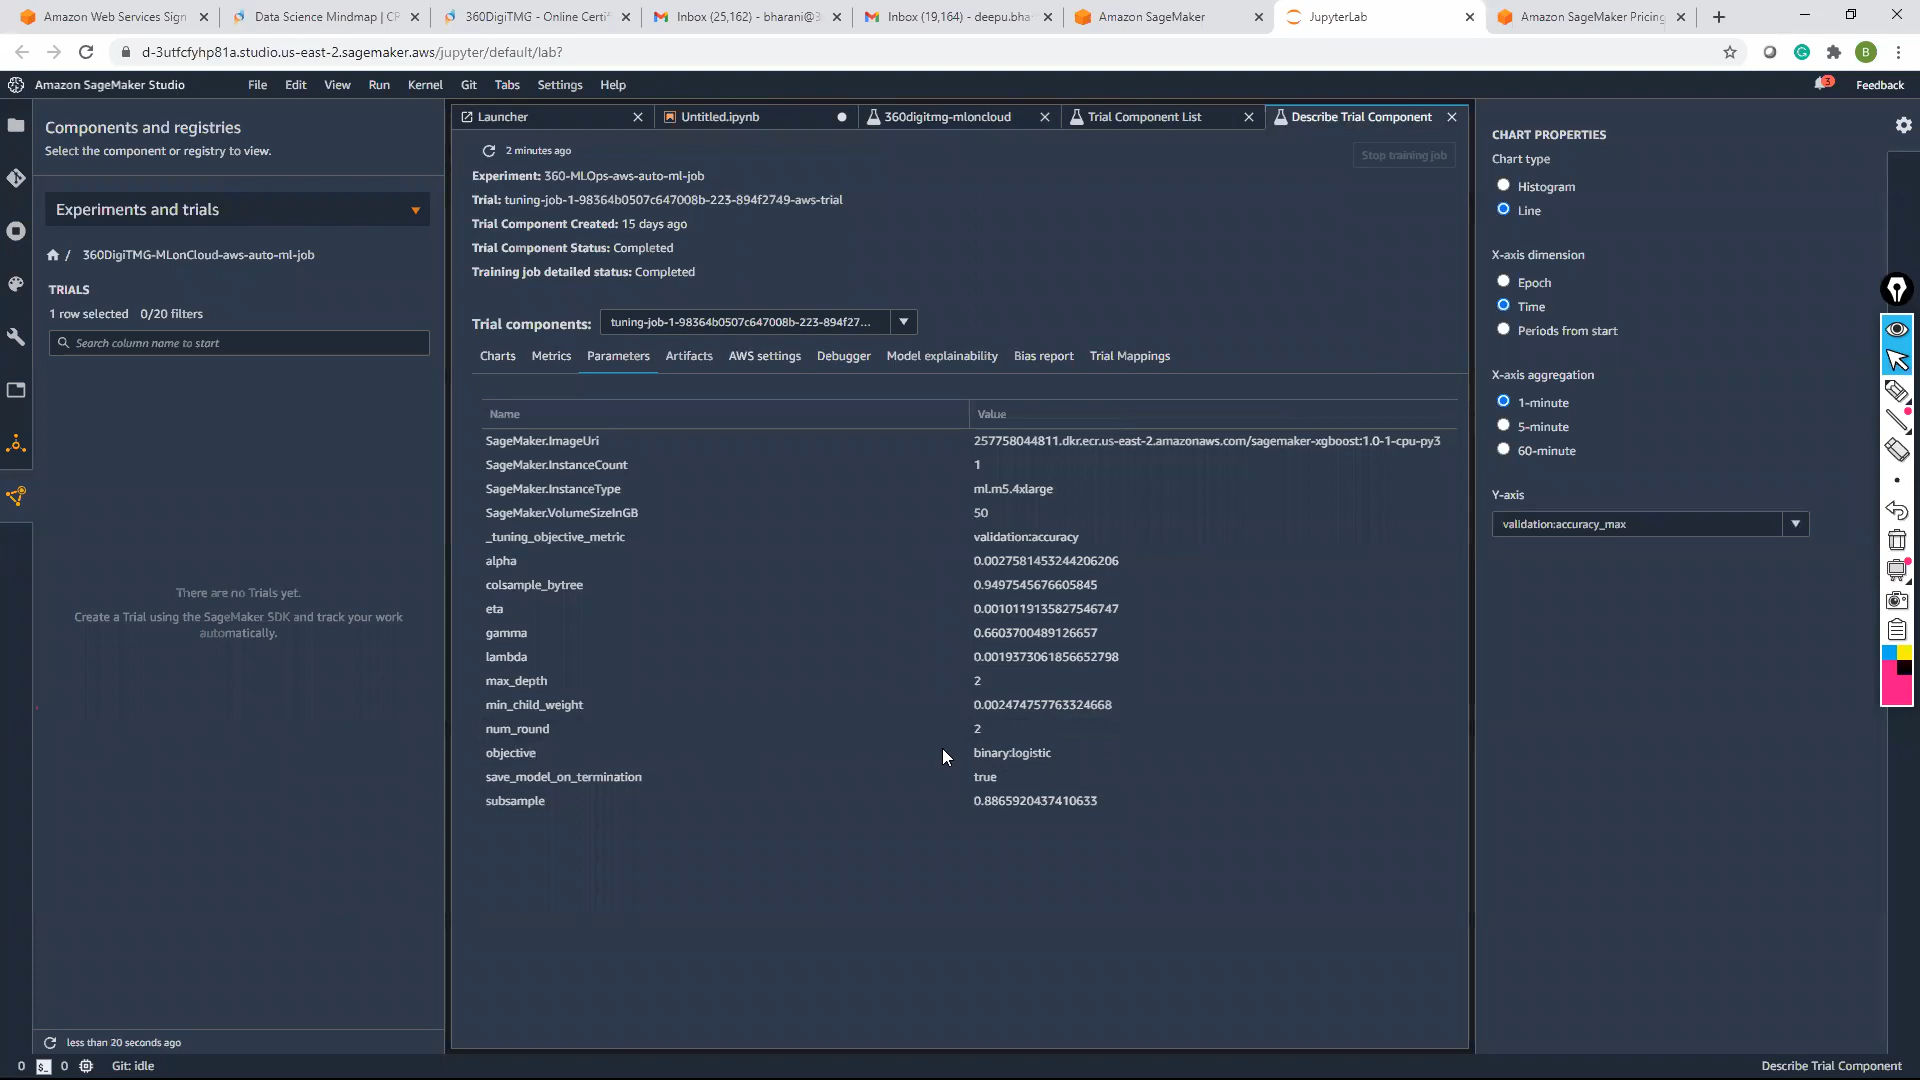 Amazon Web Services Sign
Data Science Mindmap | CR
360DigiTMG - Online Certif
Inbox (25,162) - bharani@3
Inbox (19,164) - deepu.bha
Amazon SageMaker
JupyterLab
Amazon SageMaker Pricing
d-3utfcfyhp81a.studio.us-east-2.sagemaker.aws/jupyter/default/lab?
B
Amazon SageMaker Studio
File
Edit
View
Run
Kernel
Git
Tabs
Settings
Help
3
Feedback
Components and registries
Select the component or registry to view.
Experiments and trials
/ 360DigiTMG-MLonCloud-aws-auto-ml-job
TRIALS
1 row selected 0/20 filters
Search column name to start
There are no Trials yet.
Create a Trial using the SageMaker SDK and track your work
automatically.
less than 20 seconds ago
Launcher
Untitled.ipynb
360digitmg-mloncloud
Trial Component List
Describe Trial Component
2 minutes ago
Stop training job
Experiment: 360-MLOps-aws-auto-ml-job
Trial: tuning-job-1-98364b0507c647008b-223-894f2749-aws-trial
Trial Component Created: 15 days ago
Trial Component Status: Completed
Training job detailed status: Completed
Trial components: tuning-job-1-98364b0507c647008b-223-894f27...
Charts
Metrics
Parameters
Artifacts
AWS settings
Debugger
Model explainability
Bias report
Trial Mappings
Name Value
SageMaker.ImageUri 257758044811.dkr.ecr.us-east-2.amazonaws.com/sagemaker-xgboost:1.0-1-cpu-py3
SageMaker.InstanceCount 1
SageMaker.InstanceType ml.m5.4xlarge
SageMaker.VolumeSizeInGB 50
_tuning_objective_metric validation:accuracy
alpha 0.0027581453244206206
colsample_bytree 0.9497545676605845
eta 0.0010119135827546747
gamma 0.6603700489126657
lambda 0.0019373061856652798
max_depth 2
min_child_weight 0.002474757763324668
num_round 2
objective binary:logistic
save_model_on_termination true
subsample 0.8865920437410633
CHART PROPERTIES
Chart type
Histogram
Line
X-axis dimension
Epoch
Time
Periods from start
X-axis aggregation
1-minute
5-minute
60-minute
Y-axis
validation:accuracy_max
0
0
Git: idle
Describe Trial Component